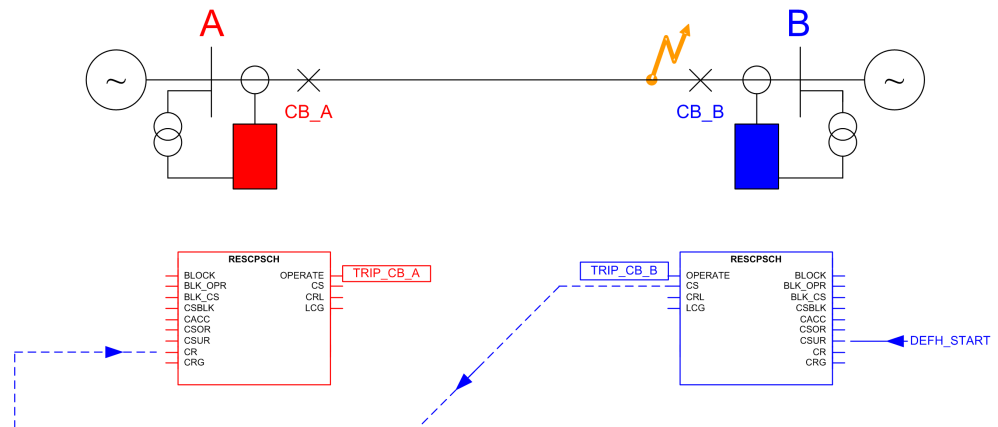 A
B
~
~
CB_A
CB_B
RESCPSCH
BLOCK
BLK_OPR
BLK_CS
CSBLK
CACC
CSOR
CSUR
CR
CRG
OPERATE
CS
CRL
LCG
TRIP_CB_A
TRIP_CB_B
RESCPSCH
OPERATE
CS
CRL
LCG
BLOCK
BLK_OPR
BLK_CS
CSBLK
CACC
CSOR
CSUR
CR
CRG
DEFH_START